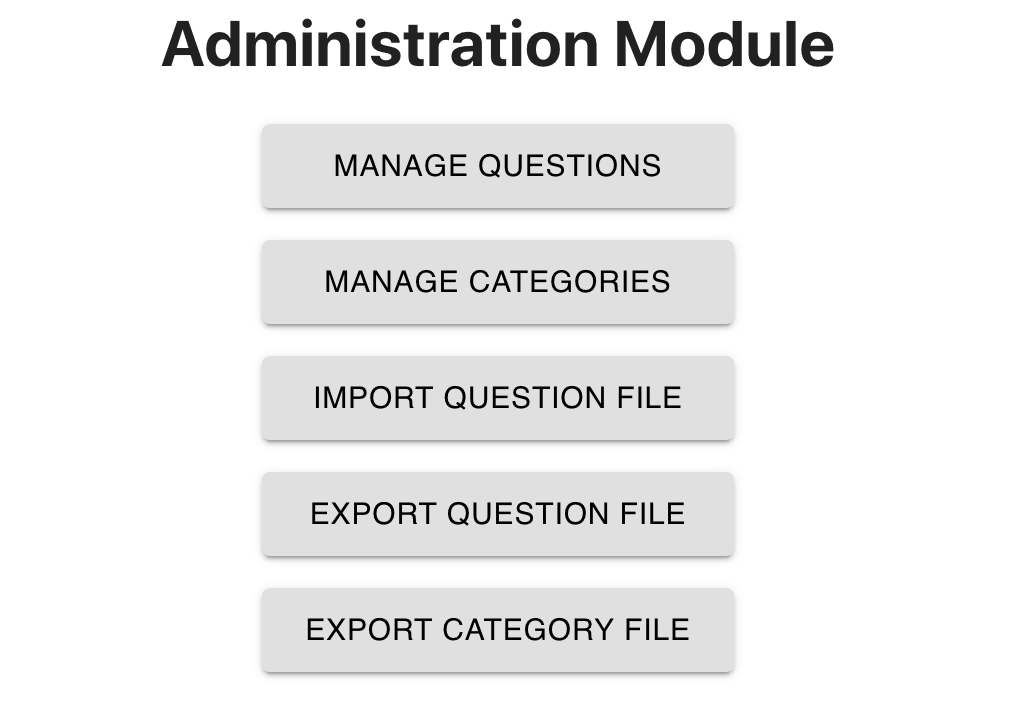 Administration Module
MANAGE QUESTIONS
MANAGE CATEGORIES
IMPORT QUESTION FILE
EXPORT QUESTION FILE
EXPORT CATEGORY FILE